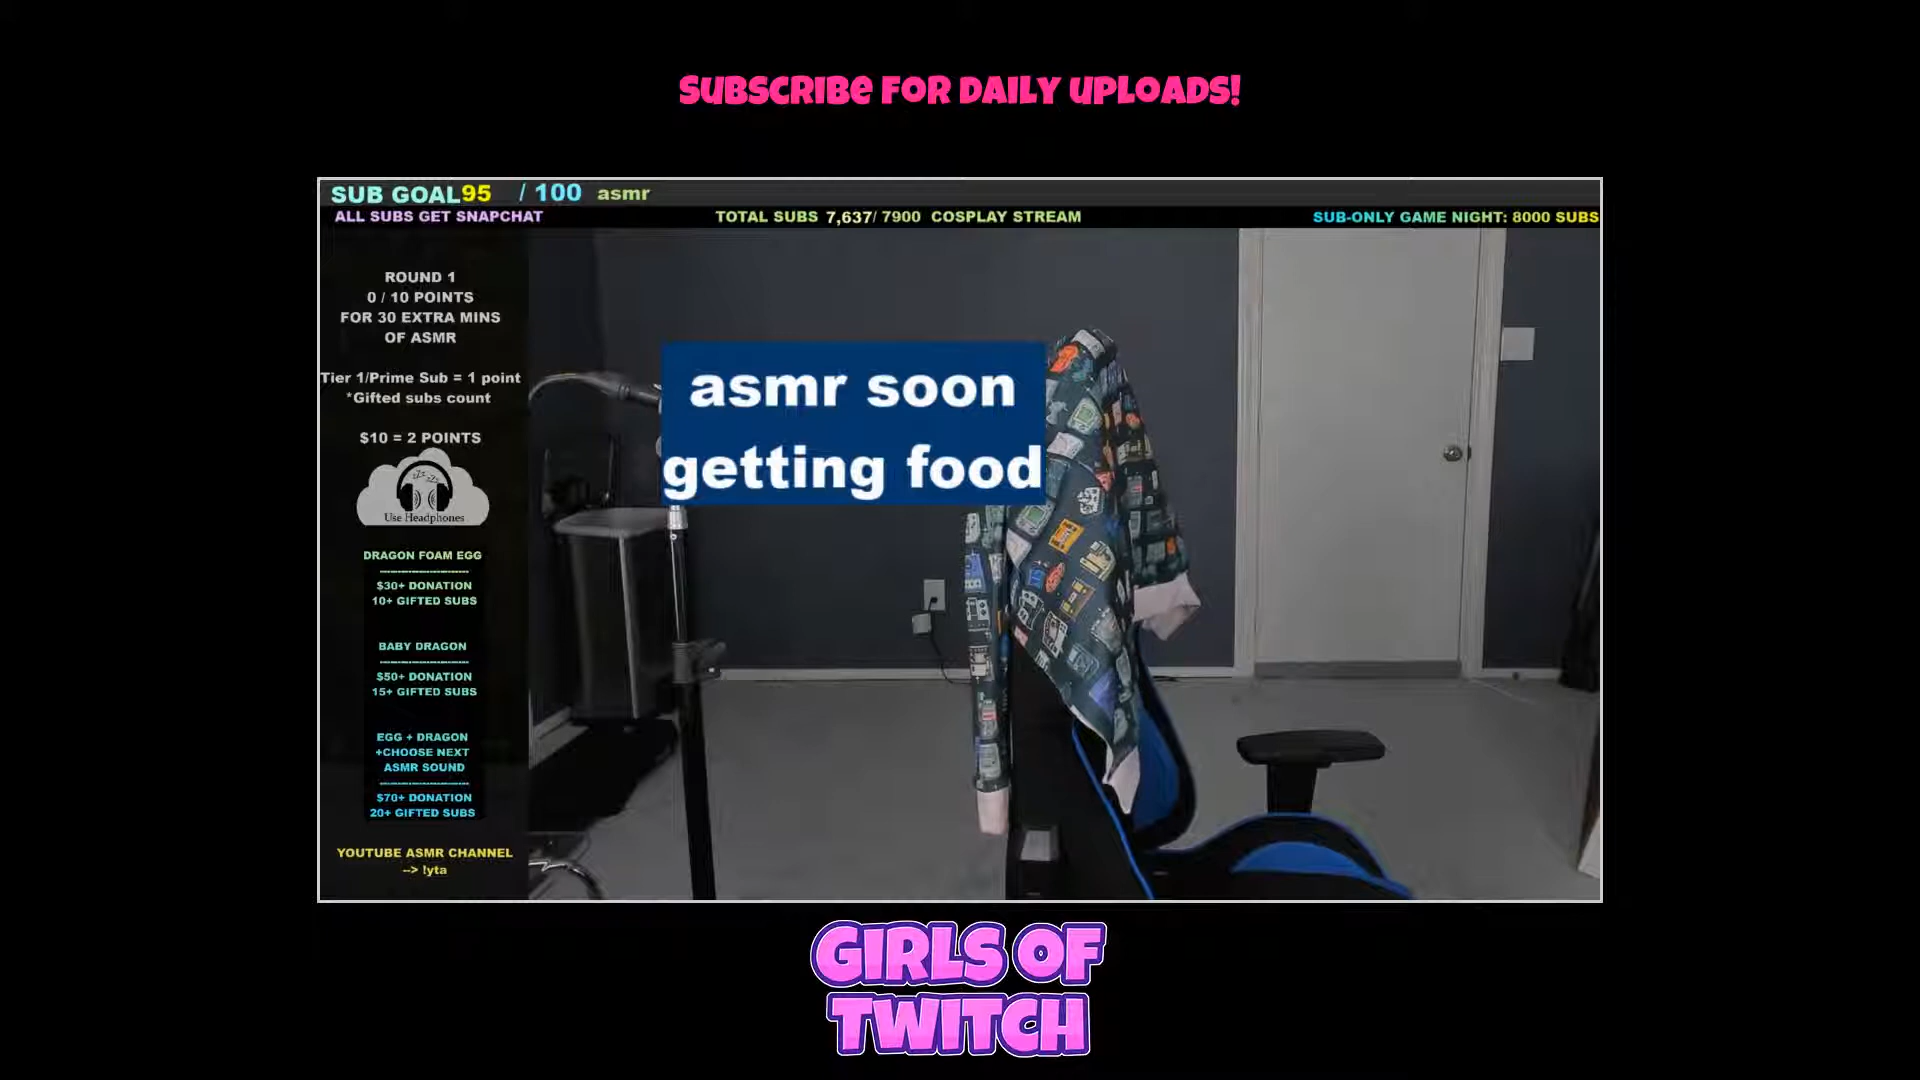 SUBSCRIBE FOR DAILY UPLOADS!
SUB GOAL 95 / 100 asmr
ALL SUBS GET SNAPCHAT
TOTAL SUBS 7,637/ 7900 COSPLAY STREAM
SUB-ONLY GAME NIGHT: 8000 SUBS
ROUND 1
0 / 10 POINTS
FOR 30 EXTRA MINS
OF ASMR
Tier 1/Prime Sub = 1 point
*Gifted subs count
$10 = 2 POINTS
zZz zZz
Use Headphones
DRAGON FOAM EGG
------------------------
$30+ DONATION
10+ GIFTED SUBS
BABY DRAGON
------------------------
$50+ DONATION
15+ GIFTED SUBS
EGG + DRAGON
+CHOOSE NEXT
ASMR SOUND
------------------------
$70+ DONATION
20+ GIFTED SUBS
YOUTUBE ASMR CHANNEL
--> !yta
asmr soon
getting food
GIRLS OF
TWITCH